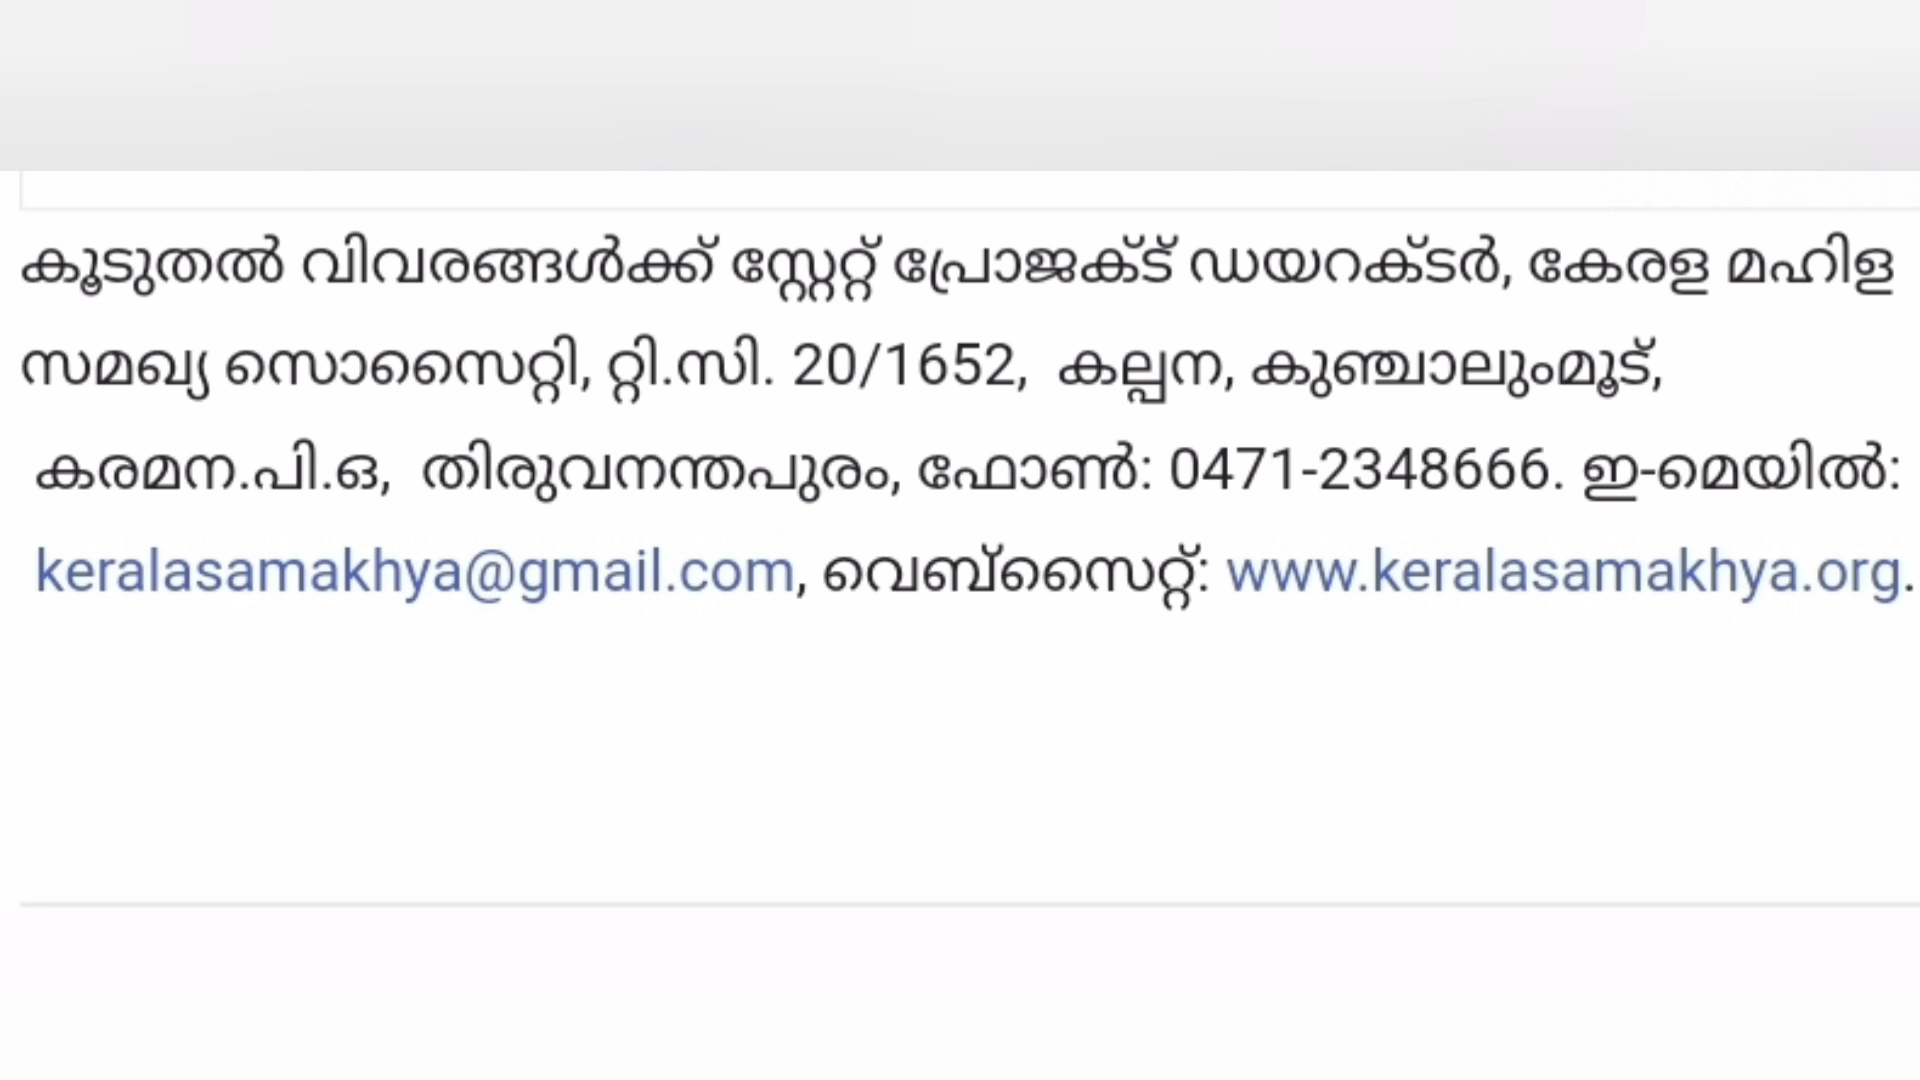 കൂടുതൽ വിവരങ്ങൾക്ക് സ്റ്റേറ്റ് പ്രോജക്ട് ഡയറക്ടർ, കേരള മഹിള
സമഖ്യ സൊസൈറ്റി, റ്റി.സി. 20/1652, കല്പന, കുഞ്ചാലുംമൂട്,
കരമന.പി.ഒ, തിരുവനന്തപുരം, ഫോൺ: 0471-2348666. ഇ-മെയിൽ:
keralasamakhya@gmail.com, വെബ്സൈറ്റ്: www.keralasamakhya.org.